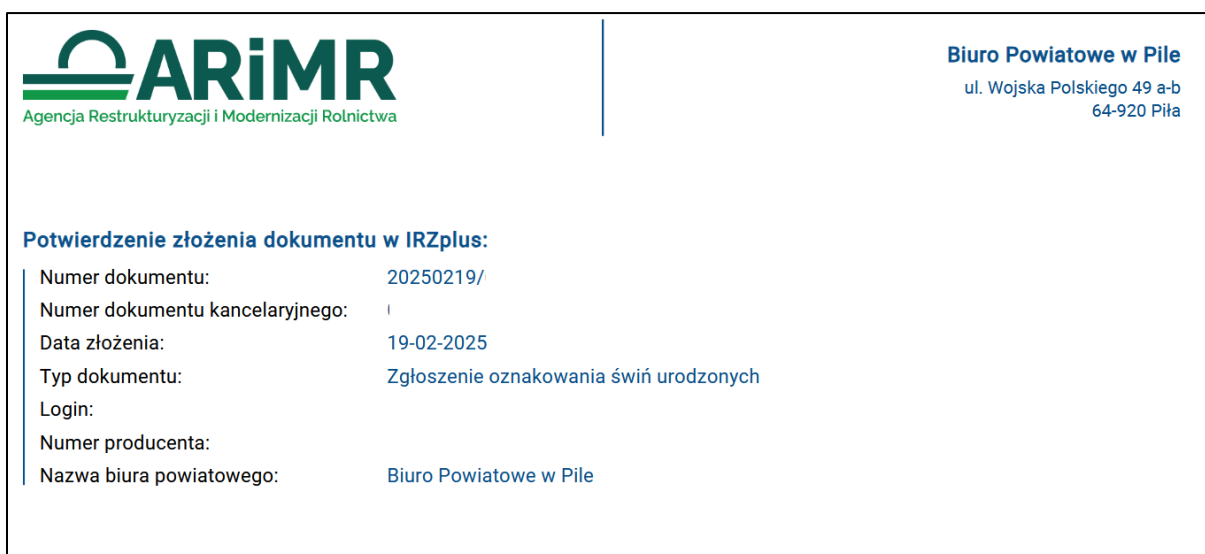 ARiMR
Agencja Restrukturyzacji i Modernizacji Rolnictwa
Biuro Powiatowe w Pile
ul. Wojska Polskiego 49 a-b
64-920 Piła
Potwierdzenie złożenia dokumentu w IRZplus:
Numer dokumentu: 20250219/
Numer dokumentu kancelaryjnego:
Data złożenia: 19-02-2025
Typ dokumentu: Zgłoszenie oznakowania świń urodzonych
Login:
Numer producenta:
Nazwa biura powiatowego: Biuro Powiatowe w Pile